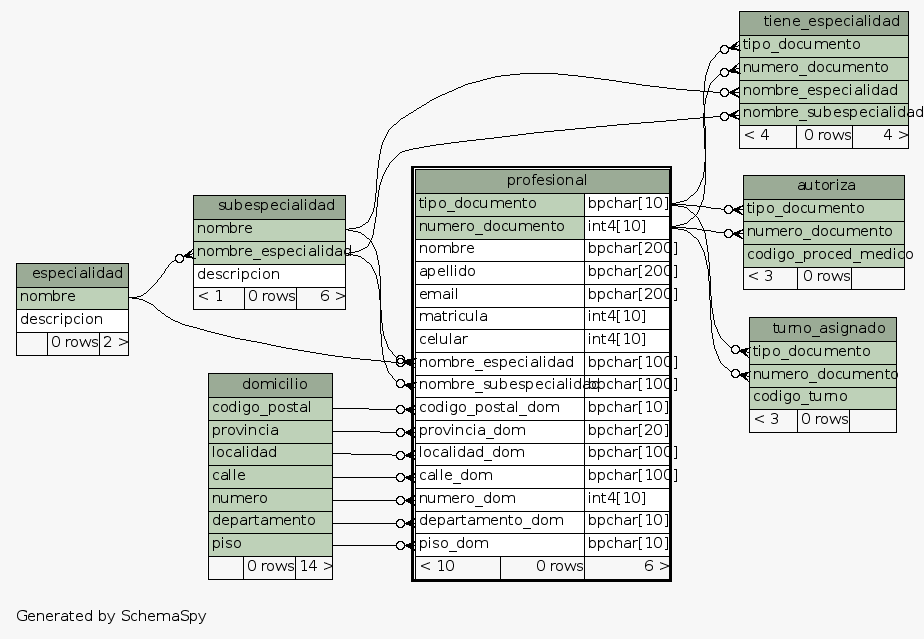 tiene_especialidad
tipo_documento
numero_documento
nombre_especialidad
nombre_subespecialidad
< 4 0 rows 4 >
profesional
tipo_documento bpchar[10]
numero_documento int4[10]
nombre bpchar[200]
apellido bpchar[200]
email bpchar[200]
matricula int4[10]
celular int4[10]
nombre_especialidad bpchar[100]
nombre_subespecialidad bpchar[100]
codigo_postal_dom bpchar[10]
provincia_dom bpchar[20]
localidad_dom bpchar[100]
calle_dom bpchar[100]
numero_dom int4[10]
departamento_dom bpchar[10]
piso_dom bpchar[10]
< 10 0 rows 6 >
autoriza
tipo_documento
numero_documento
codigo_proced_medico
< 3 0 rows
subespecialidad
nombre
nombre_especialidad
descripcion
< 1 0 rows 6 >
especialidad
nombre
descripcion
0 rows 2 >
turno_asignado
tipo_documento
numero_documento
codigo_turno
< 3 0 rows
domicilio
codigo_postal
provincia
localidad
calle
numero
departamento
piso
0 rows 14 >
Generated by SchemaSpy